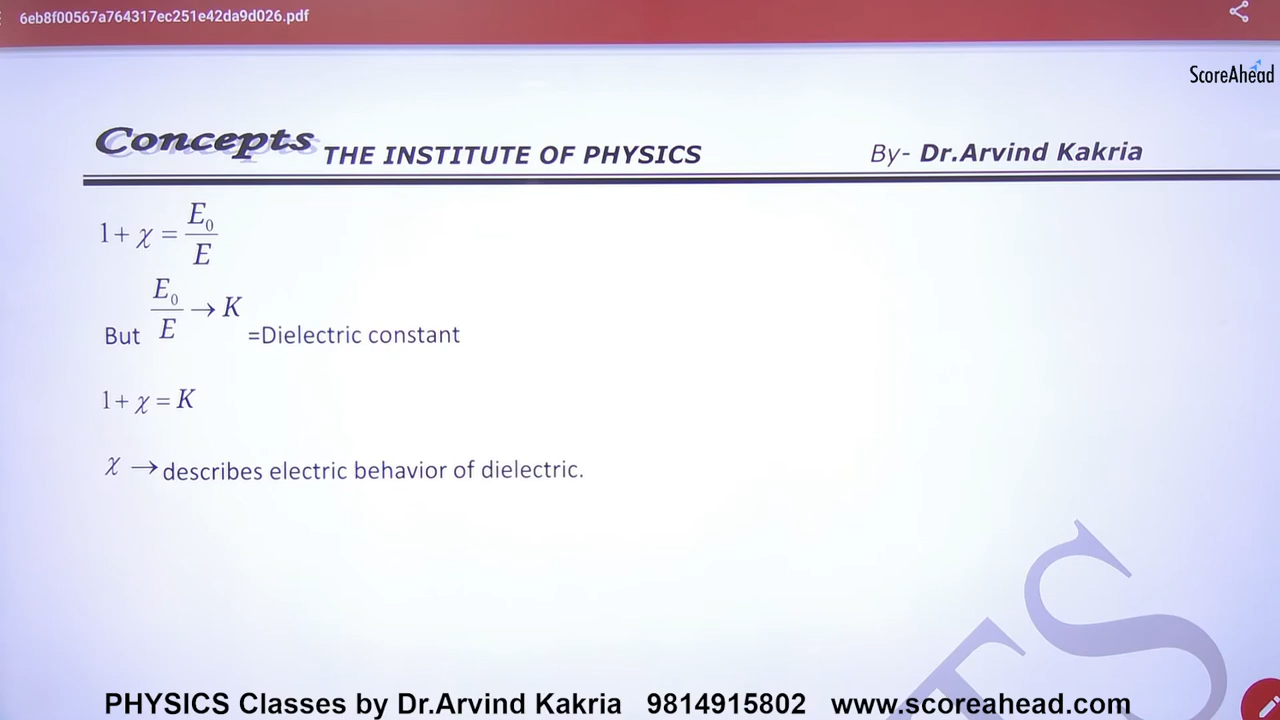 6eb8f00567a764317ec251e42da9d026.pdf
ScoreAhead
Concepts THE INSTITUTE OF PHYSICS By- Dr.Arvind Kakria
1 + χ = E₀/E
But E₀/E → K =Dielectric constant
1 + χ = K
χ → describes electric behavior of dielectric.
TS
PHYSICS Classes by Dr.Arvind Kakria 9814915802 www.scoreahead.com